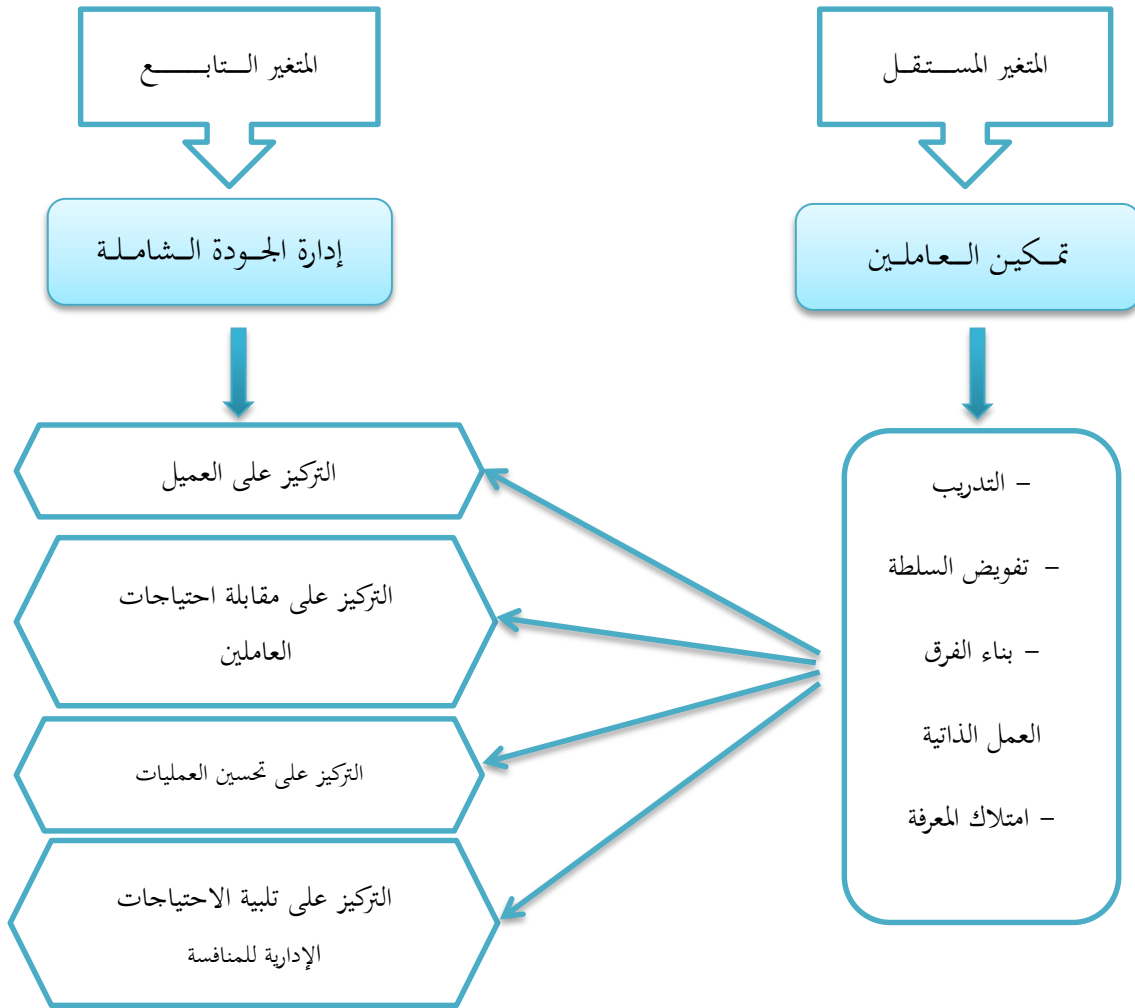 المتغير المستقل
المتغير التابع
تمكين العاملين
إدارة الجودة الشاملة
– التدريب
– تفويض السلطة
– بناء الفرق
العمل الذاتية
– امتلاك المعرفة
التركيز على العميل
التركيز على مقابلة احتياجات
العاملين
التركيز على تحسين العمليات
التركيز على تلبية الاحتياجات
الإدارية للمنافسة